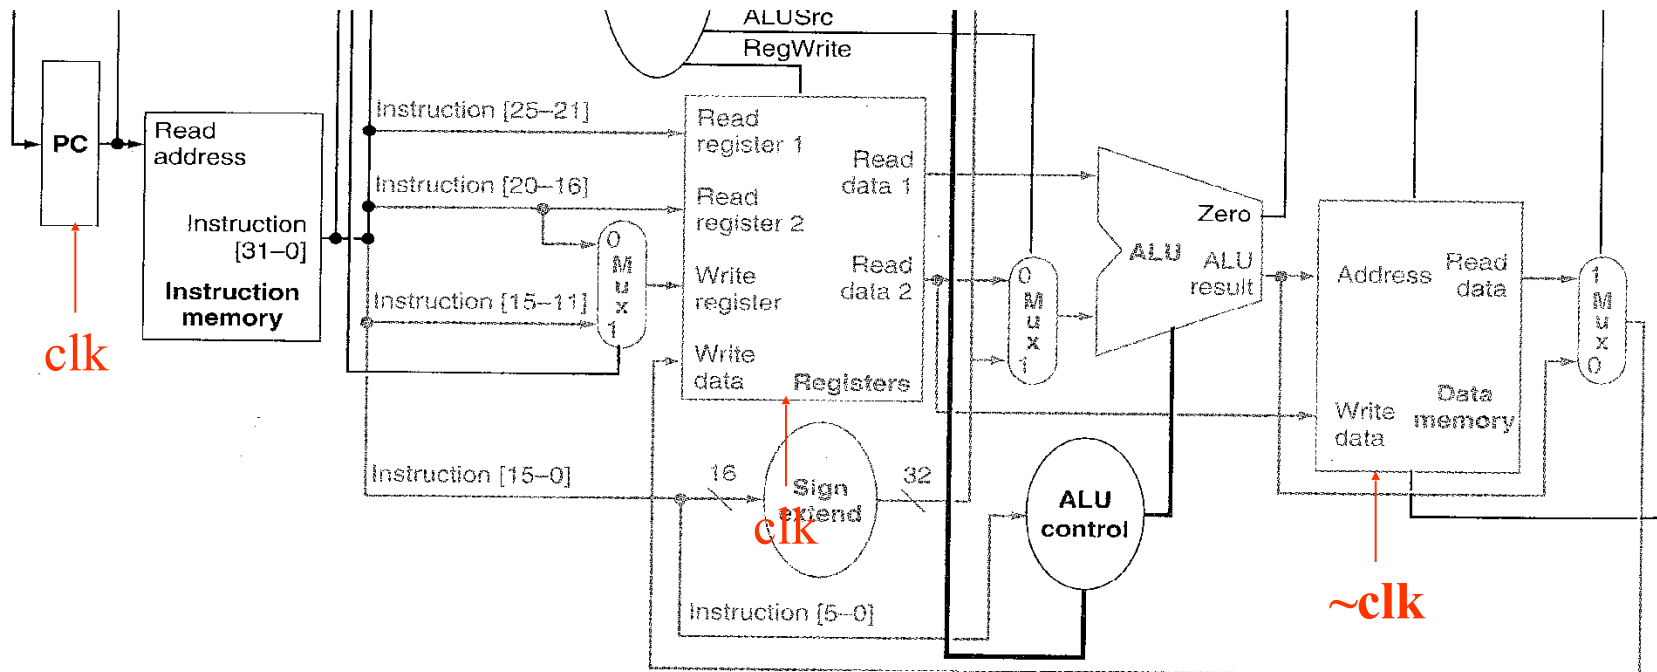 ALUSrc
RegWrite
PC
clk
Read
address
Instruction
[31–0]
Instruction
memory
Instruction [25–21]
Instruction [20–16]
Instruction [15–11]
Instruction [15–0]
Instruction [5–0]
0
M
u
x
1
Read
register 1
Read
register 2
Write
register
Write
data
Read
data 1
Read
data 2
Registers
clk
16
Sign
extend
32
0
M
u
x
1
ALU
Zero
ALU
result
ALU
control
Address
Read
data
Write
data
Data
memory
~clk
1
M
u
x
0